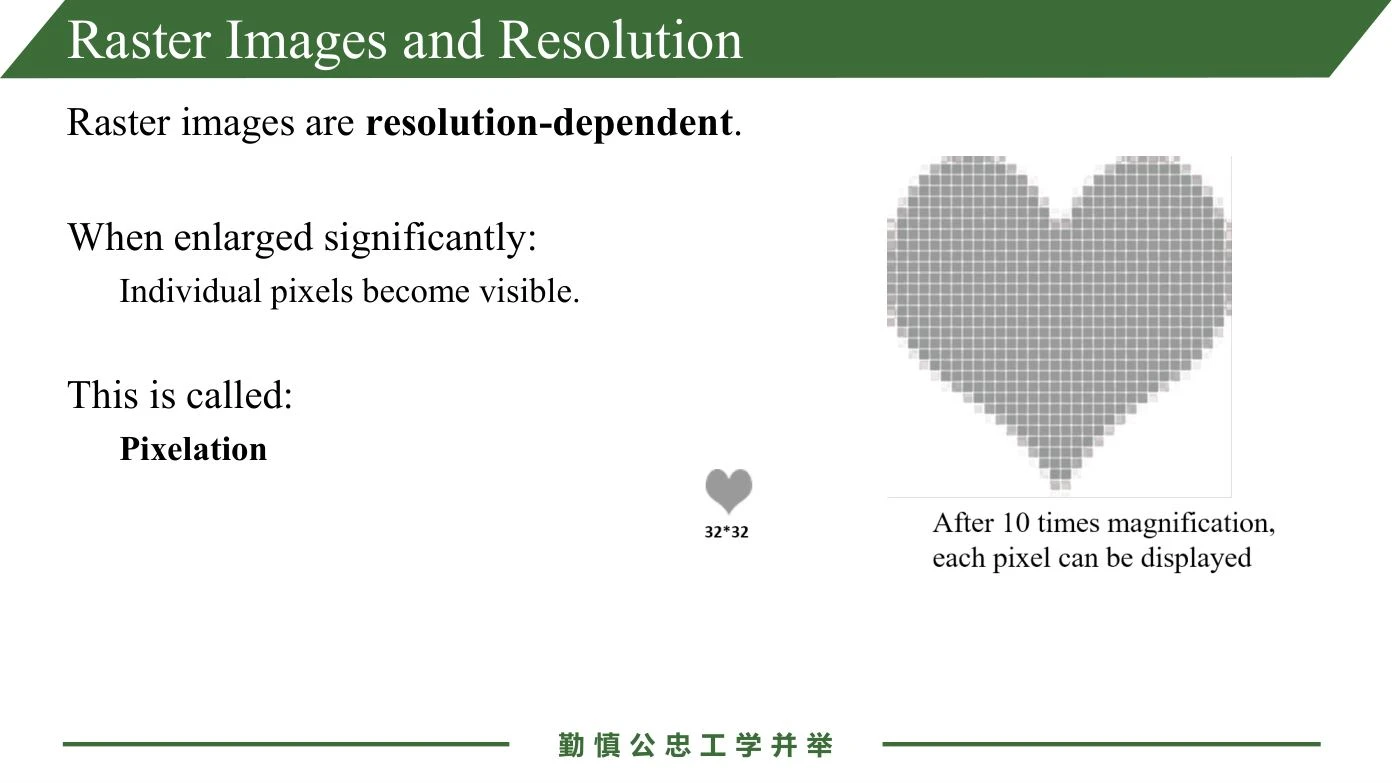 Raster Images and Resolution
Raster images are resolution-dependent.
When enlarged significantly:
Individual pixels become visible.
This is called:
Pixelation
32*32
After 10 times magnification,
each pixel can be displayed
勤慎公忠工学并举